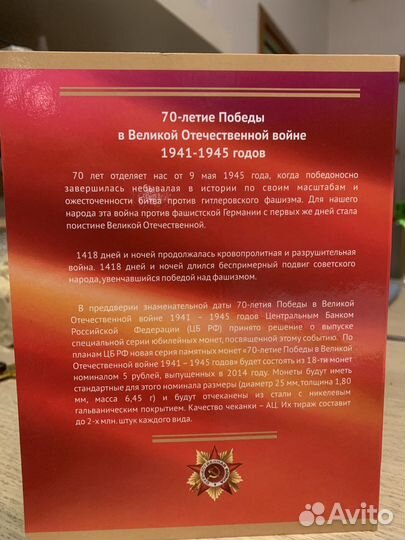 70-летие Победы
в Великой Отечественной войне
1941-1945 годов
70 лет отделяет нас от 9 мая 1945 года, когда победоносно
завершилась небывалая в истории по своим масштабам и
ожесточенности битва против гитлеровского фашизма. Для нашего
народа эта война против фашистской Германии с первых же дней стала
поистине Великой Отечественной.
1418 дней и ночей продолжалась кровопролитная и разрушительная
война. 1418 дней и ночей длился беспримерный подвиг советского
народа, увенчавшийся победой над фашизмом.
В преддверии знаменательной даты 70-летия Победы в Великой
Отечественной войне 1941 – 1945 годов Центральным Банком
Российской Федерации (ЦБ РФ) принято решение о выпуске
специальной серии юбилейных монет, посвященной этому событию. По
планам ЦБ РФ новая серия памятных монет «70-летие Победы в Великой
Отечественной войне 1941 – 1945 годов» будет состоять из 18-ти монет
номиналом 5 рублей, выпущенных в 2014 году. Монеты будут иметь
стандартные для этого номинала размеры (диаметр 25 мм, толщина 1,80
мм, масса 6,45 г) и будут отчеканены из стали с никелевым
гальваническим покрытием. Качество чеканки – АЦ. Их тираж составит
до 2-х млн. штук каждого вида.
Avito